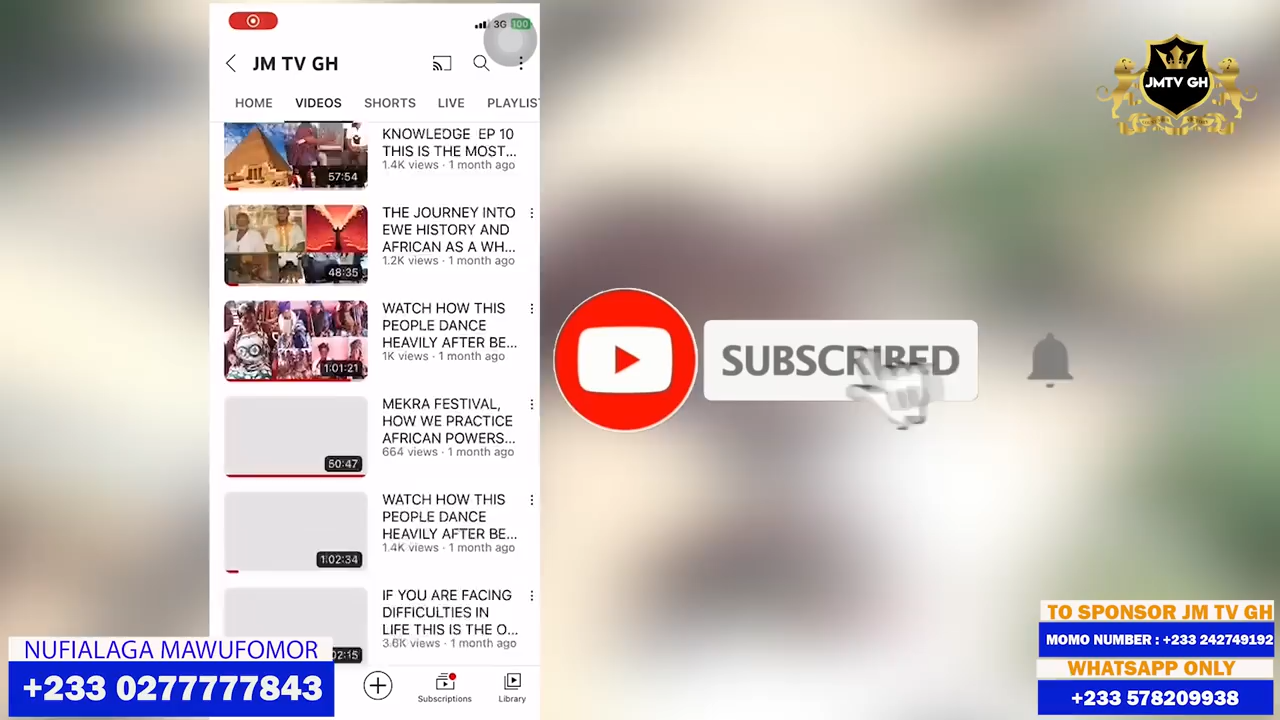 3G 100
JM TV GH
HOME VIDEOS SHORTS LIVE PLAYLIST
KNOWLEDGE EP 10
THIS IS THE MOST...
1.4K views · 1 month ago
57:54
THE JOURNEY INTO
EWE HISTORY AND
AFRICAN AS A WH...
1.2K views · 1 month ago
48:35
WATCH HOW THIS
PEOPLE DANCE
HEAVILY AFTER BE...
1K views · 1 month ago
1:01:21
MEKRA FESTIVAL,
HOW WE PRACTICE
AFRICAN POWERS...
664 views · 1 month ago
50:47
WATCH HOW THIS
PEOPLE DANCE
HEAVILY AFTER BE...
1.4K views · 1 month ago
1:02:34
IF YOU ARE FACING
DIFFICULTIES IN
LIFE THIS IS THE O...
3.6K views · 1 month ago
02:15
Subscriptions Library
NUFIALAGA MAWUFOMOR
+233 0277777843
SUBSCRIBED
JMTV GH
TO SPONSOR JM TV GH
MOMO NUMBER : +233 242749192
WHATSAPP ONLY
+233 578209938